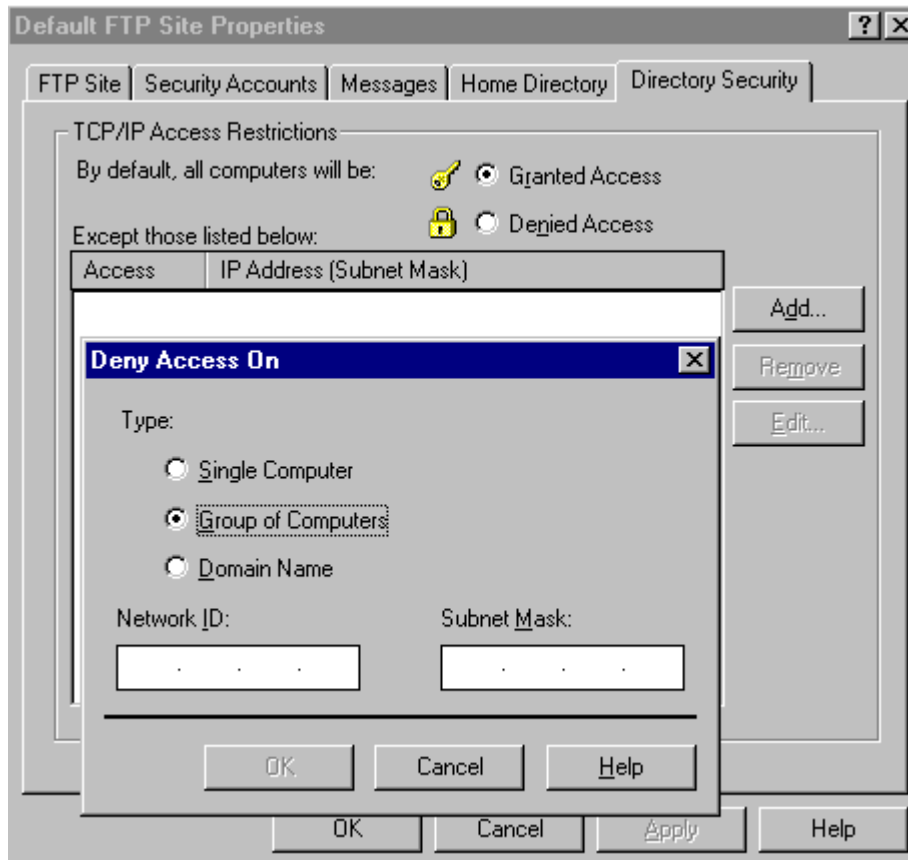 Default FTP Site Properties
FTP Site Security Accounts Messages Home Directory Directory Security
TCP/IP Access Restrictions
By default, all computers will be: Granted Access
Denied Access
Except those listed below:
Access IP Address (Subnet Mask)
Add...
Remove
Edit...
Deny Access On
Type:
Single Computer
Group of Computers
Domain Name
Network ID: Subnet Mask:
. . . . . .
OK Cancel Help
OK Cancel Apply Help